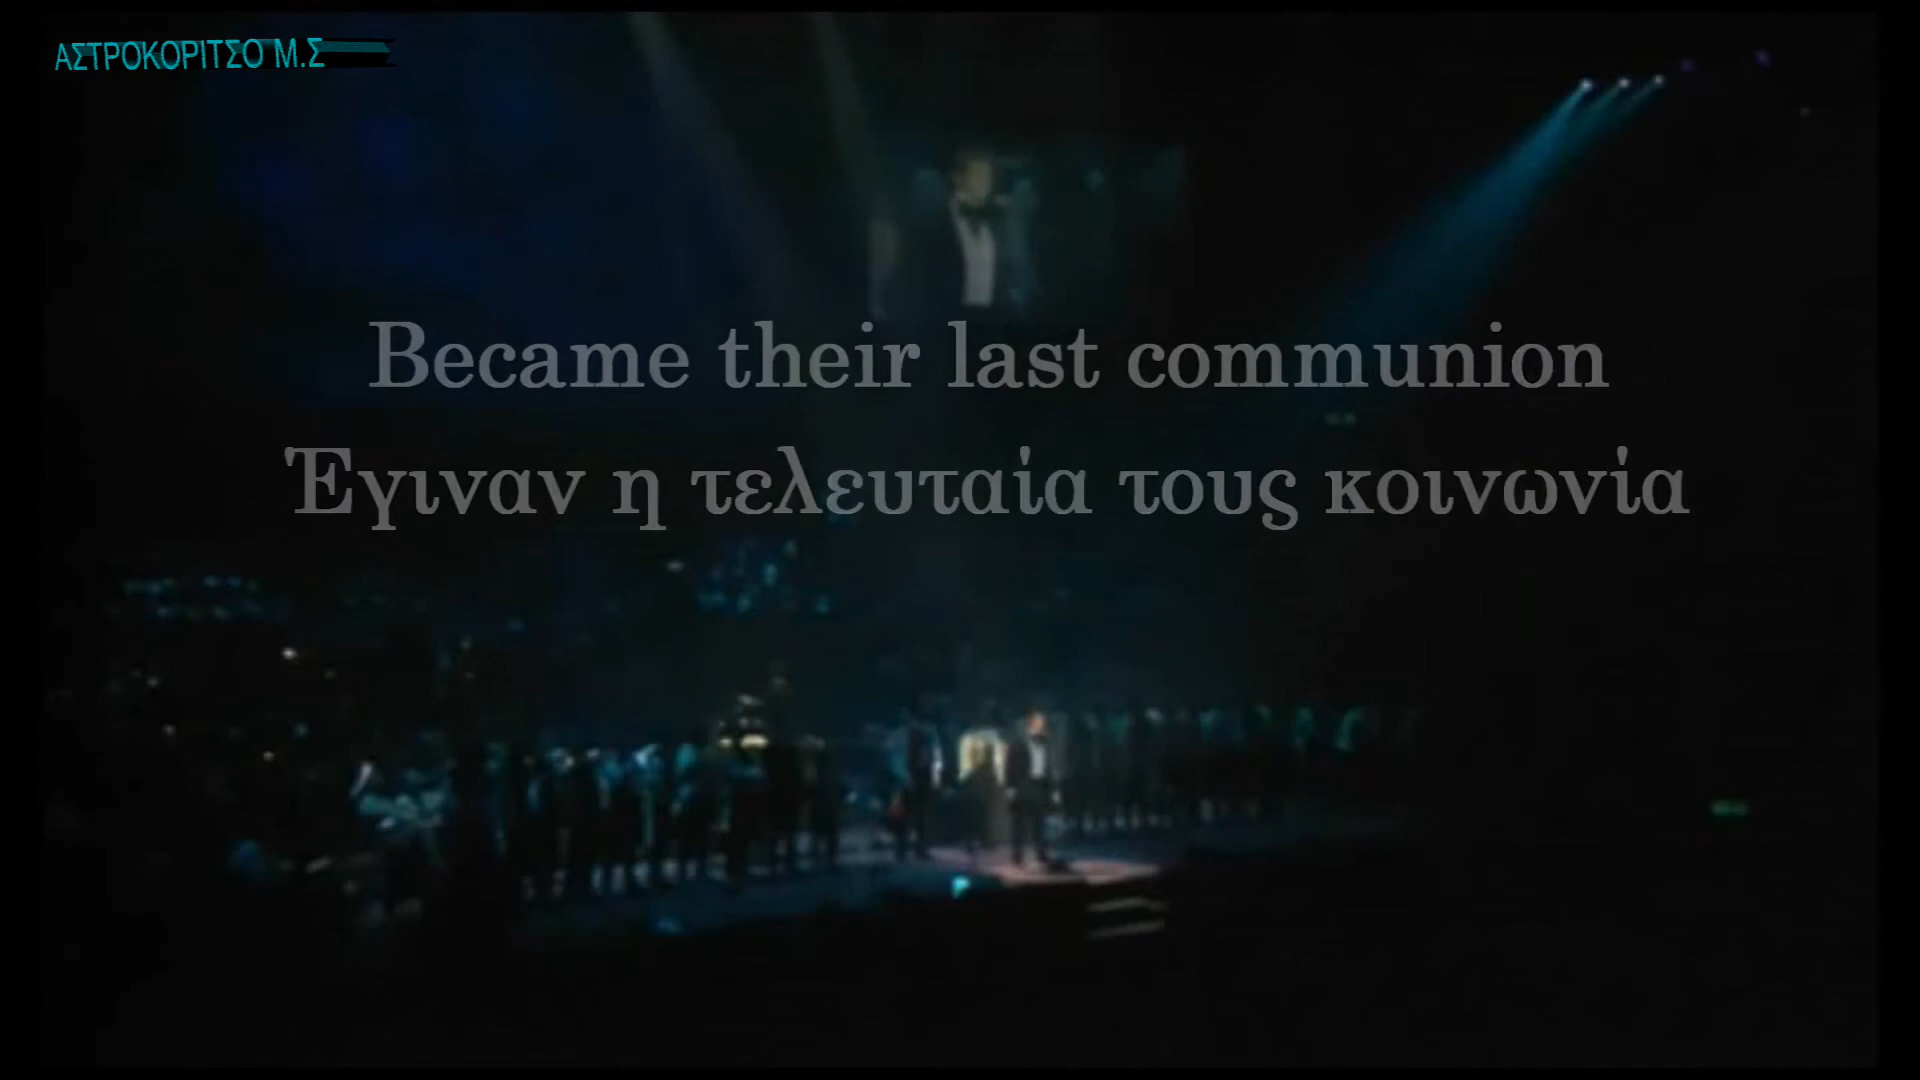 ΑΣΤΡΟΚΟΡΙΤΣΟ Μ.Σ
Became their last communion
Έγιναν η τελευταία τους κοινωνία